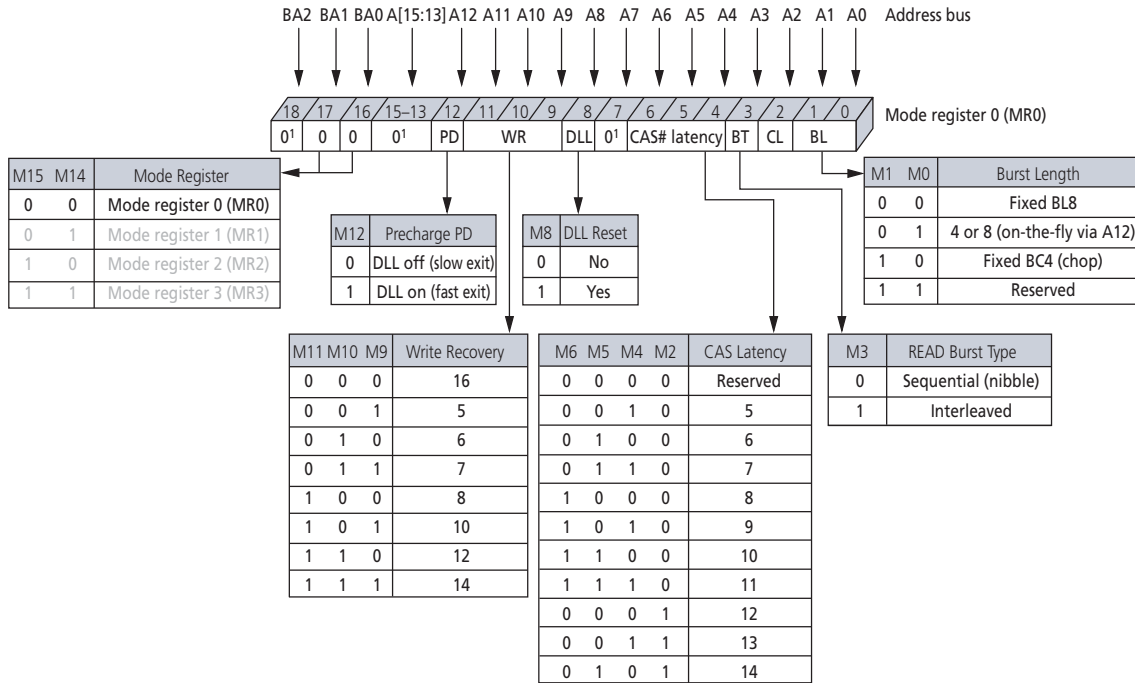 BA2 BA1 BA0 A[15:13] A12 A11 A10 A9 A8 A7 A6 A5 A4 A3 A2 A1 A0 Address bus
18 17 16 15–13 12 11 10 9 8 7 6 5 4 3 2 1 0
Mode register 0 (MR0)
0¹ 0 0 0¹ PD WR DLL 0¹ CAS# latency BT CL BL
M15 M14 Mode Register
0 0 Mode register 0 (MR0)
0 1 Mode register 1 (MR1)
1 0 Mode register 2 (MR2)
1 1 Mode register 3 (MR3)
M12 Precharge PD
0 DLL off (slow exit)
1 DLL on (fast exit)
M8 DLL Reset
0 No
1 Yes
M1 M0 Burst Length
0 0 Fixed BL8
0 1 4 or 8 (on-the-fly via A12)
1 0 Fixed BC4 (chop)
1 1 Reserved
M11 M10 M9 Write Recovery
0 0 0 16
0 0 1 5
0 1 0 6
0 1 1 7
1 0 0 8
1 0 1 10
1 1 0 12
1 1 1 14
M6 M5 M4 M2 CAS Latency
0 0 0 0 Reserved
0 0 1 0 5
0 1 0 0 6
0 1 1 0 7
1 0 0 0 8
1 0 1 0 9
1 1 0 0 10
1 1 1 0 11
0 0 0 1 12
0 0 1 1 13
0 1 0 1 14
M3 READ Burst Type
0 Sequential (nibble)
1 Interleaved